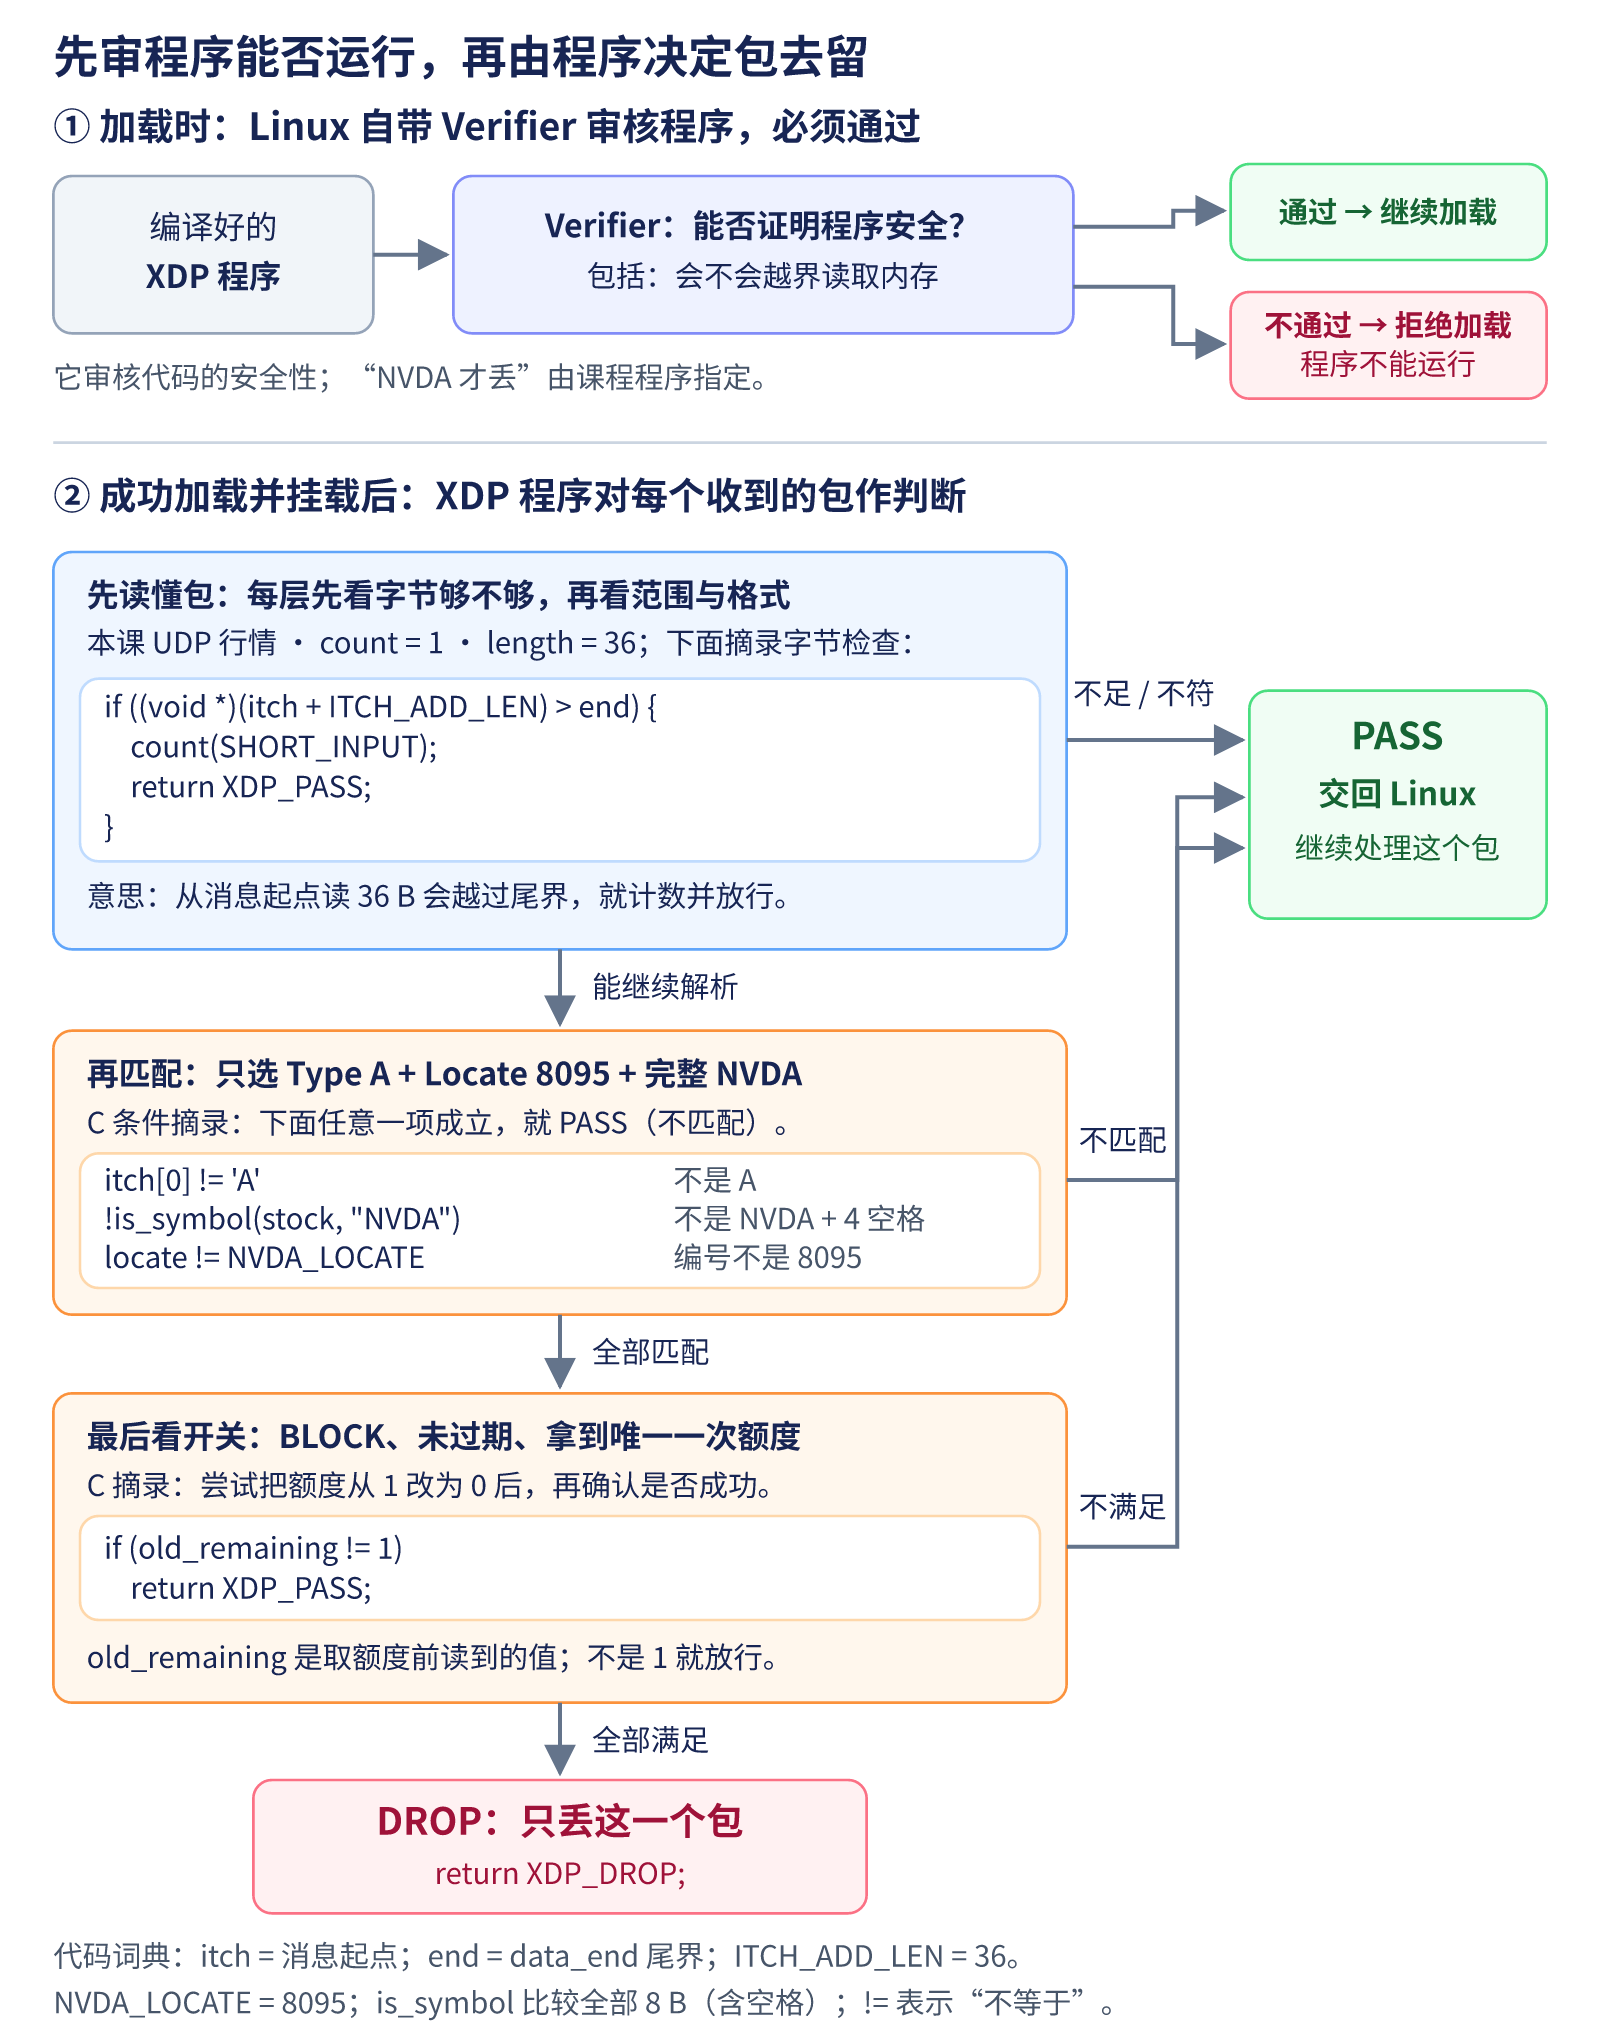 先审程序能否运行，再由程序决定包去留
① 加载时：Linux 自带 Verifier 审核程序，必须通过
编译好的
XDP 程序
Verifier：能否证明程序安全？
包括：会不会越界读取内存
通过 → 继续加载
不通过 → 拒绝加载
程序不能运行
它审核代码的安全性；“NVDA 才丢”由课程程序指定。
② 成功加载并挂载后：XDP 程序对每个收到的包作判断
先读懂包：每层先看字节够不够，再看范围与格式
本课 UDP 行情 · count = 1 · length = 36；下面摘录字节检查：
if ((void *)(itch + ITCH_ADD_LEN) > end) {
count(SHORT_INPUT);
return XDP_PASS;
}
意思：从消息起点读 36 B 会越过尾界，就计数并放行。
不足 / 不符
PASS
交回 Linux
继续处理这个包
能继续解析
再匹配：只选 Type A + Locate 8095 + 完整 NVDA
C 条件摘录：下面任意一项成立，就 PASS（不匹配）。
itch[0] != 'A' 不是 A
!is_symbol(stock, "NVDA") 不是 NVDA + 4 空格
locate != NVDA_LOCATE 编号不是 8095
不匹配
全部匹配
最后看开关：BLOCK、未过期、拿到唯一一次额度
C 摘录：尝试把额度从 1 改为 0 后，再确认是否成功。
if (old_remaining != 1)
return XDP_PASS;
old_remaining 是取额度前读到的值；不是 1 就放行。
不满足
全部满足
DROP：只丢这一个包
return XDP_DROP;
代码词典：itch = 消息起点；end = data_end 尾界；ITCH_ADD_LEN = 36。
NVDA_LOCATE = 8095；is_symbol 比较全部 8 B（含空格）；!= 表示“不等于”。